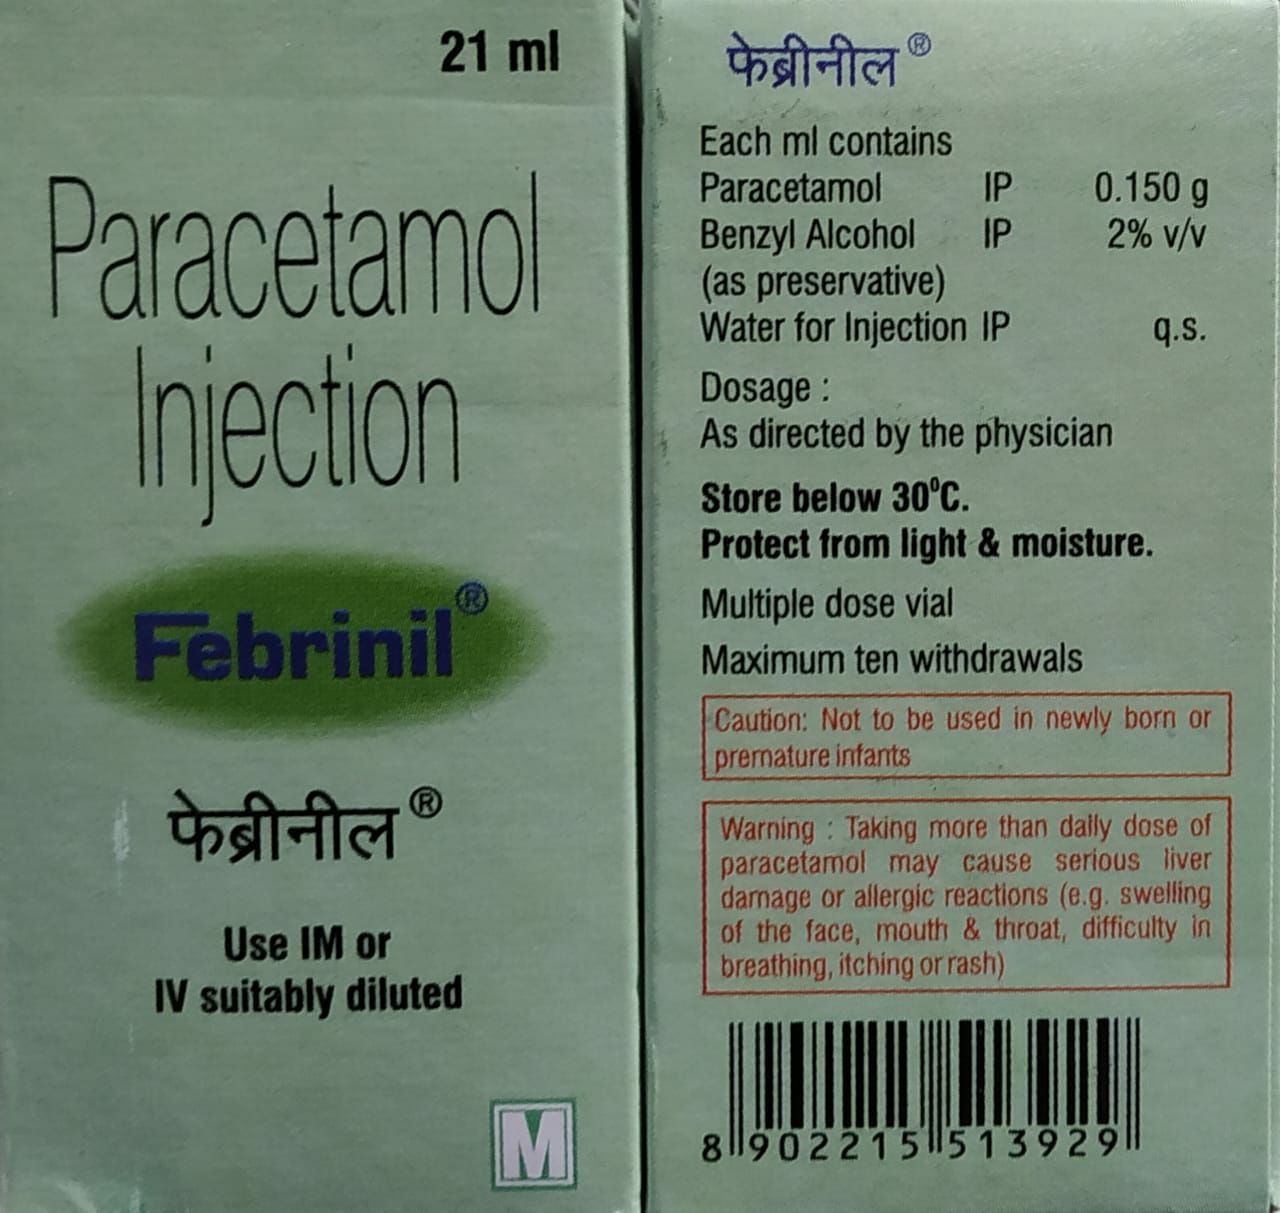 21 ml
Paracetamol
Injection
Febrinil®
फेब्रीनील®
Use IM or
IV suitably diluted
M
फेब्रीनील®
Each ml contains
Paracetamol IP 0.150 g
Benzyl Alcohol IP 2% v/v
(as preservative)
Water for Injection IP q.s.
Dosage :
As directed by the physician
Store below 30⁰C.
Protect from light & moisture.
Multiple dose vial
Maximum ten withdrawals
Caution: Not to be used in newly born or
premature infants
Warning : Taking more than daily dose of
paracetamol may cause serious liver
damage or allergic reactions (e.g. swelling
of the face, mouth & throat, difficulty in
breathing, itching or rash)
8 902215 513929